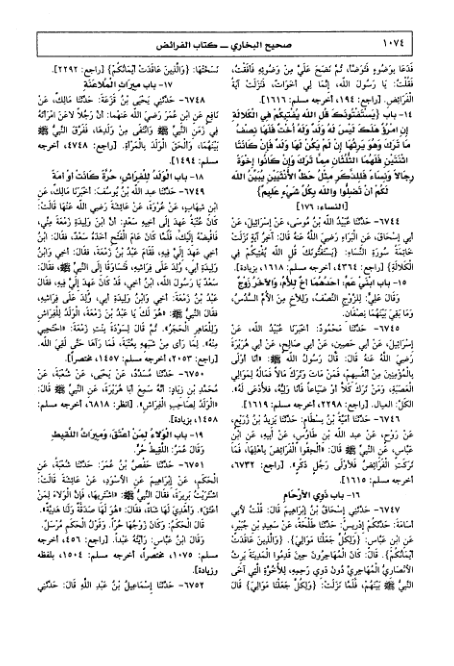 ١٠٧٤
صحيح البخاري ـ كتاب الفرائض
فَدَعَا بِوَضُوءٍ فَتَوَضَّأَ، ثُمَّ نَضَحَ عَلَيَّ مِنْ وَضُوئِهِ فَأَفَقْتُ،
فَقُلْتُ: يَا رَسُولَ اللهِ، إِنَّمَا لِي أَخَوَاتٌ، فَنَزَلَتْ آيَةُ
الْفَرَائِضِ. [راجع: ١٩٤، أخرجه مسلم: ١٦١٦].
١٤- باب {يَسْتَفْتُونَكَ قُلِ اللهُ يُفْتِيكُمْ فِي الْكَلَالَةِ
إِنِ امْرُؤٌ هَلَكَ لَيْسَ لَهُ وَلَدٌ وَلَهُ أُخْتٌ فَلَهَا نِصْفُ
مَا تَرَكَ وَهُوَ يَرِثُهَا إِنْ لَمْ يَكُنْ لَهَا وَلَدٌ فَإِنْ كَانَتَا
اثْنَتَيْنِ فَلَهُمَا الثُّلُثَانِ مِمَّا تَرَكَ وَإِنْ كَانُوا إِخْوَةً
رِجَالاً وَنِسَاءً فَلِلذَّكَرِ مِثْلُ حَظِّ الْأُنْثَيَيْنِ يُبَيِّنُ اللهُ
لَكُمْ أَنْ تَضِلُّوا وَاللهُ بِكُلِّ شَيْءٍ عَلِيمٌ}
[النساء: ١٧٦]
٦٧٤٤- حَدَّثَنَا عُبَيْدُ اللهِ بْنُ مُوسَى، عَنْ إِسْرَائِيلَ، عَنْ
أَبِي إِسْحَاقَ، عَنِ الْبَرَاءِ رَضِيَ اللهُ عَنْهُ قَالَ: آخِرُ آيَةٍ نَزَلَتْ
خَاتِمَةُ سُورَةِ النِّسَاءِ: {يَسْتَفْتُونَكَ قُلِ اللهُ يُفْتِيكُمْ فِي
الْكَلَالَةِ} [راجع: ٤٣٦٤، أخرجه مسلم: ١٦١٨، بزيادة].
١٥- باب ابْنَيْ عَمٍّ: أَحَدُهُمَا أَخٌ لِلْأُمِّ، وَالْآخَرُ زَوْجٌ
وَقَالَ عَلِيٌّ: لِلزَّوْجِ النِّصْفُ، وَلِلْأَخِ مِنَ الْأُمِّ السُّدُسُ،
وَمَا بَقِيَ بَيْنَهُمَا نِصْفَانِ.
٦٧٤٥- حَدَّثَنَا مَحْمُودٌ: أَخْبَرَنَا عُبَيْدُ اللهِ، عَنْ
إِسْرَائِيلَ، عَنْ أَبِي حَصِينٍ، عَنْ أَبِي صَالِحٍ، عَنْ أَبِي هُرَيْرَةَ
رَضِيَ اللهُ عَنْهُ قَالَ: قَالَ رَسُولُ اللهِ ﷺ: «أَنَا أَوْلَى
بِالْمُؤْمِنِينَ مِنْ أَنْفُسِهِمْ، فَمَنْ مَاتَ وَتَرَكَ مَالاً فَمَالُهُ لِمَوَالِي
الْعَصَبَةِ، وَمَنْ تَرَكَ كَلاًّ أَوْ ضَيَاعًا فَأَنَا وَلِيُّهُ، فَلِأُدْعَى لَهُ».
الكَلُّ: العيال. [راجع: ٢٢٩٨، أخرجه مسلم: ١٦١٩].
٦٧٤٦- حَدَّثَنَا أُمَيَّةُ بْنُ بِسْطَامٍ: حَدَّثَنَا يَزِيدُ بْنُ زُرَيْعٍ،
عَنْ رَوْحٍ، عَنْ عبد الله بْنِ طَاوُسٍ، عَنْ أَبِيهِ، عَنِ ابْنِ
عَبَّاسٍ، عَنِ النَّبِيِّ ﷺ قَالَ: «أَلْحِقُوا الْفَرَائِضَ بِأَهْلِهَا، فَمَا
تَرَكَتِ الْفَرَائِضُ فَلِأَوْلَى رَجُلٍ ذَكَرٍ». [راجع: ٦٧٣٢،
أخرجه مسلم: ١٦١٥].
١٦- باب ذَوِي الْأَرْحَامِ
٦٧٤٧- حَدَّثَنِي إِسْحَاقُ بْنُ إِبْرَاهِيمَ قَالَ: قُلْتُ لِأَبِي
أُسَامَةَ: حَدَّثَكُمْ إِدْرِيسُ: حَدَّثَنَا طَلْحَةُ، عَنْ سَعِيدِ بْنِ جُبَيْرٍ،
عَنِ ابْنِ عَبَّاسٍ: {وَلِكُلٍّ جَعَلْنَا مَوَالِيَ}. {وَالَّذِينَ عَاقَدَتْ
أَيْمَانُكُمْ}. قَالَ: كَانَ الْمُهَاجِرُونَ حِينَ قَدِمُوا الْمَدِينَةَ يَرِثُ
الْأَنْصَارِيُّ الْمُهَاجِرِيَّ دُونَ ذَوِي رَحِمِهِ، لِلْأُخُوَّةِ الَّتِي آخَى
النَّبِيُّ ﷺ بَيْنَهُمْ، فَلَمَّا نَزَلَتْ: {وَلِكُلٍّ جَعَلْنَا مَوَالِيَ} قَالَ:
نَسَخَتْهَا: {وَالَّذِينَ عَاقَدَتْ أَيْمَانُكُمْ} [راجع: ٢٢٩٢].
١٧- باب مِيرَاثِ الْمُلَاعَنَةِ
٦٧٤٨- حَدَّثَنِي يَحْيَى بْنُ قَزَعَةَ: حَدَّثَنَا مَالِكٌ، عَنْ
نَافِعٍ عَنِ ابْنِ عُمَرَ رَضِيَ اللهُ عَنْهُمَا: أَنَّ رَجُلاً لَاعَنَ امْرَأَتَهُ
فِي زَمَنِ النَّبِيِّ ﷺ وَانْتَفَى مِنْ وَلَدِهَا، فَفَرَّقَ النَّبِيُّ ﷺ
بَيْنَهُمَا، وَأَلْحَقَ الْوَلَدَ بِالْمَرْأَةِ. [راجع: ٤٧٤٨، أخرجه
مسلم: ١٤٩٤].
١٨- باب الْوَلَدُ لِلْفِرَاشِ، حُرَّةً كَانَتْ أَوْ أَمَةً
٦٧٤٩- حَدَّثَنَا عبد الله بْنُ يُوسُفَ: أَخْبَرَنَا مَالِكٌ، عَنِ
ابْنِ شِهَابٍ، عَنْ عُرْوَةَ، عَنْ عَائِشَةَ رَضِيَ اللهُ عَنْهَا قَالَتْ:
كَانَ عُتْبَةُ عَهِدَ إِلَى أَخِيهِ سَعْدٍ: أَنَّ ابْنَ وَلِيدَةِ زَمْعَةَ مِنِّي،
فَاقْبِضْهُ إِلَيْكَ، فَلَمَّا كَانَ عَامَ الْفَتْحِ أَخَذَهُ سَعْدٌ، فَقَالَ: ابْنُ
أَخِي عَهِدَ إِلَيَّ فِيهِ، فَقَامَ عَبْدُ بْنُ زَمْعَةَ، فَقَالَ: أَخِي وَابْنُ
وَلِيدَةِ أَبِي، وُلِدَ عَلَى فِرَاشِهِ، فَتَسَاوَقَا إِلَى النَّبِيِّ ﷺ، فَقَالَ
سَعْدٌ: يَا رَسُولَ اللهِ، ابْنُ أَخِي، قَدْ كَانَ عَهِدَ إِلَيَّ فِيهِ، فَقَالَ
عَبْدُ بْنُ زَمْعَةَ: أَخِي وَابْنُ وَلِيدَةِ أَبِي، وُلِدَ عَلَى فِرَاشِهِ،
فَقَالَ النَّبِيُّ ﷺ: «هُوَ لَكَ يَا عَبْدُ بْنَ زَمْعَةَ، الْوَلَدُ لِلْفِرَاشِ
وَلِلْعَاهِرِ الْحَجَرُ». ثُمَّ قَالَ لِسَوْدَةَ بِنْتِ زَمْعَةَ: «احْتَجِبِي
مِنْهُ». لِمَا رَأَى مِنْ شَبَهِهِ بِعُتْبَةَ، فَمَا رَآهَا حَتَّى لَقِيَ اللهَ.
[راجع: ٢٠٥٣، أخرجه مسلم: ١٤٥٧، مختصراً].
٦٧٥٠- حَدَّثَنَا مُسَدَّدٌ، عَنْ يَحْيَى، عَنْ شُعْبَةَ، عَنْ
مُحَمَّدِ بْنِ زِيَادٍ: أَنَّهُ سَمِعَ أَبَا هُرَيْرَةَ، عَنِ النَّبِيِّ ﷺ قَالَ:
«الْوَلَدُ لِصَاحِبِ الْفِرَاشِ». [انظر: ٦٨١٨، أخرجه مسلم:
١٤٥٨، بزيادة].
١٩- باب الْوَلَاءُ لِمَنْ أَعْتَقَ، وَمِيرَاثُ اللَّقِيطِ
وَقَالَ عُمَرُ: اللَّقِيطُ حُرٌّ.
٦٧٥١- حَدَّثَنَا حَفْصُ بْنُ عُمَرَ: حَدَّثَنَا شُعْبَةُ، عَنِ
الْحَكَمِ، عَنْ إِبْرَاهِيمَ عَنِ الْأَسْوَدِ، عَنْ عَائِشَةَ قَالَتْ:
اشْتَرَيْتُ بَرِيرَةَ، فَقَالَ النَّبِيُّ ﷺ: «اشْتَرِيهَا، فَإِنَّ الْوَلَاءَ لِمَنْ
أَعْتَقَ». وَأُهْدِيَ لَهَا شَاةٌ، فَقَالَ: «هُوَ لَهَا صَدَقَةٌ وَلَنَا هَدِيَّةٌ».
قَالَ الْحَكَمُ: وَكَانَ زَوْجُهَا حُرًّا. وَقَوْلُ الْحَكَمِ مُرْسَلٌ.
وَقَالَ ابْنُ عَبَّاسٍ: رَأَيْتُهُ عَبْداً. [راجع: ٤٥٦، أخرجه
مسلم: ١٠٧٥، مختصراً، أخرجه مسلم: ١٥٠٤، بلفظه
وزيادة].
٦٧٥٢- حَدَّثَنَا إِسْمَاعِيلُ بْنُ عَبْدِ اللهِ قَالَ: حَدَّثَنِي